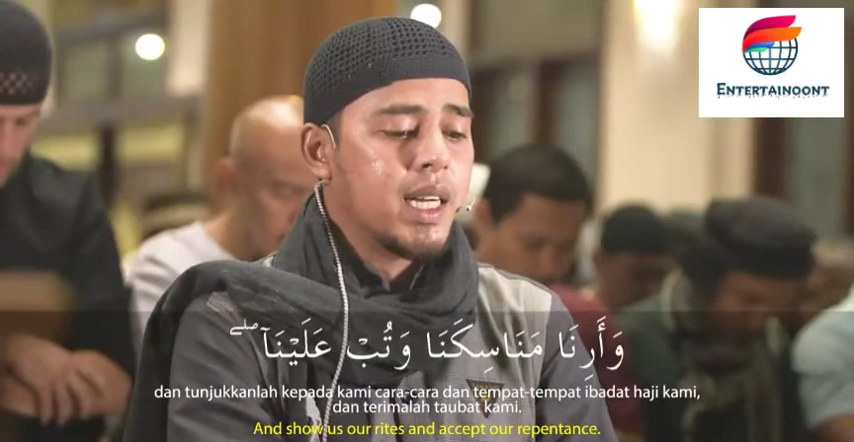 ENTERTAINOONT
وَأَرِنَا مَنَاسِكَنَا وَتُبْ عَلَيْنَآ ۖ
dan tunjukkanlah kepada kami cara-cara dan tempat-tempat ibadat haji kami,
dan terimalah taubat kami.
And show us our rites and accept our repentance.